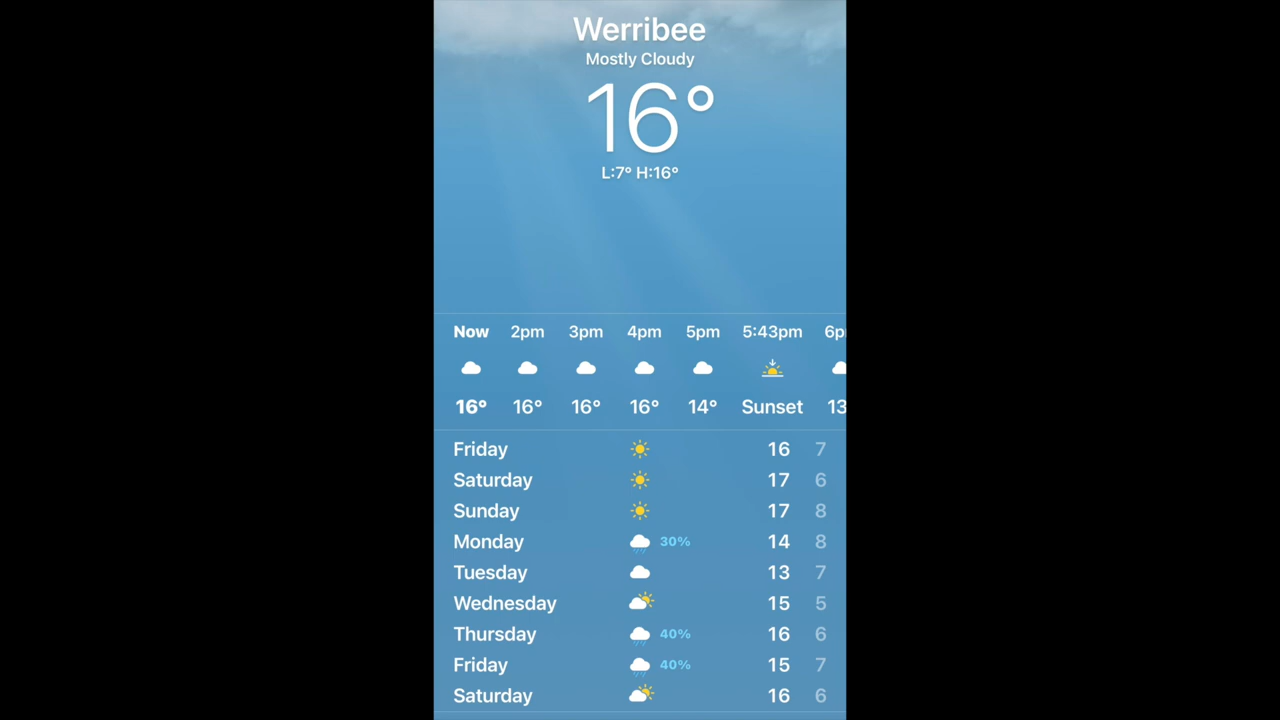 Werribee
Mostly Cloudy
16°
L:7° H:16°
Now 2pm 3pm 4pm 5pm 5:43pm 6p
16° 16° 16° 16° 14° Sunset 13
Friday 16 7
Saturday 17 6
Sunday 17 8
Monday 30% 14 8
Tuesday 13 7
Wednesday 15 5
Thursday 40% 16 6
Friday 40% 15 7
Saturday 16 6